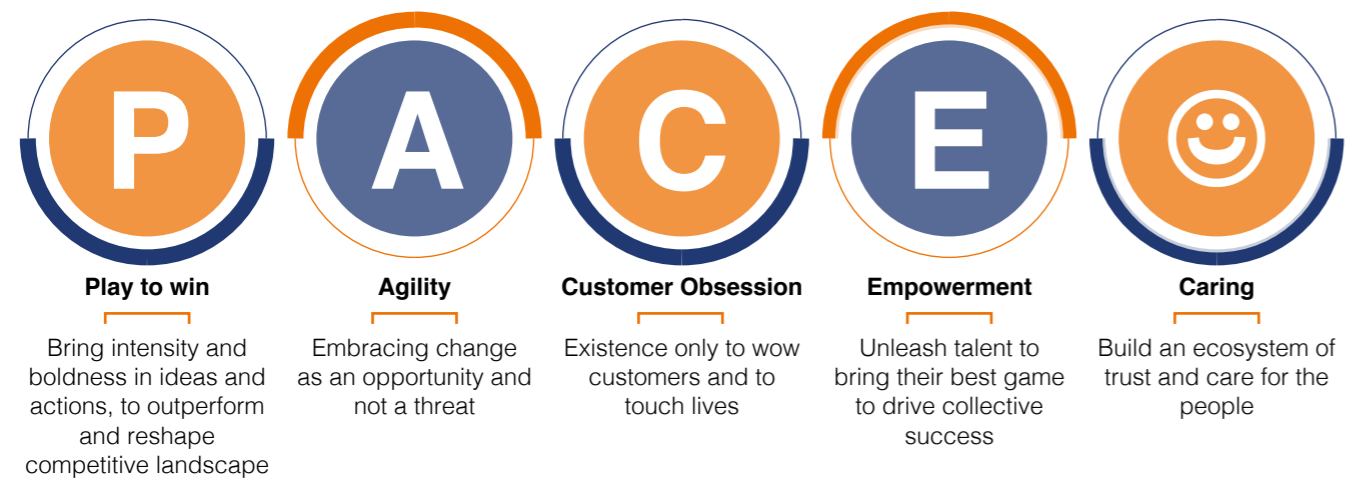 P
A
C
E
Play to win
Bring intensity and
boldness in ideas and
actions, to outperform
and reshape
competitive landscape
Agility
Embracing change
as an opportunity and
not a threat
Customer Obsession
Existence only to wow
customers and to
touch lives
Empowerment
Unleash talent to
bring their best game
to drive collective
success
Caring
Build an ecosystem of
trust and care for the
people